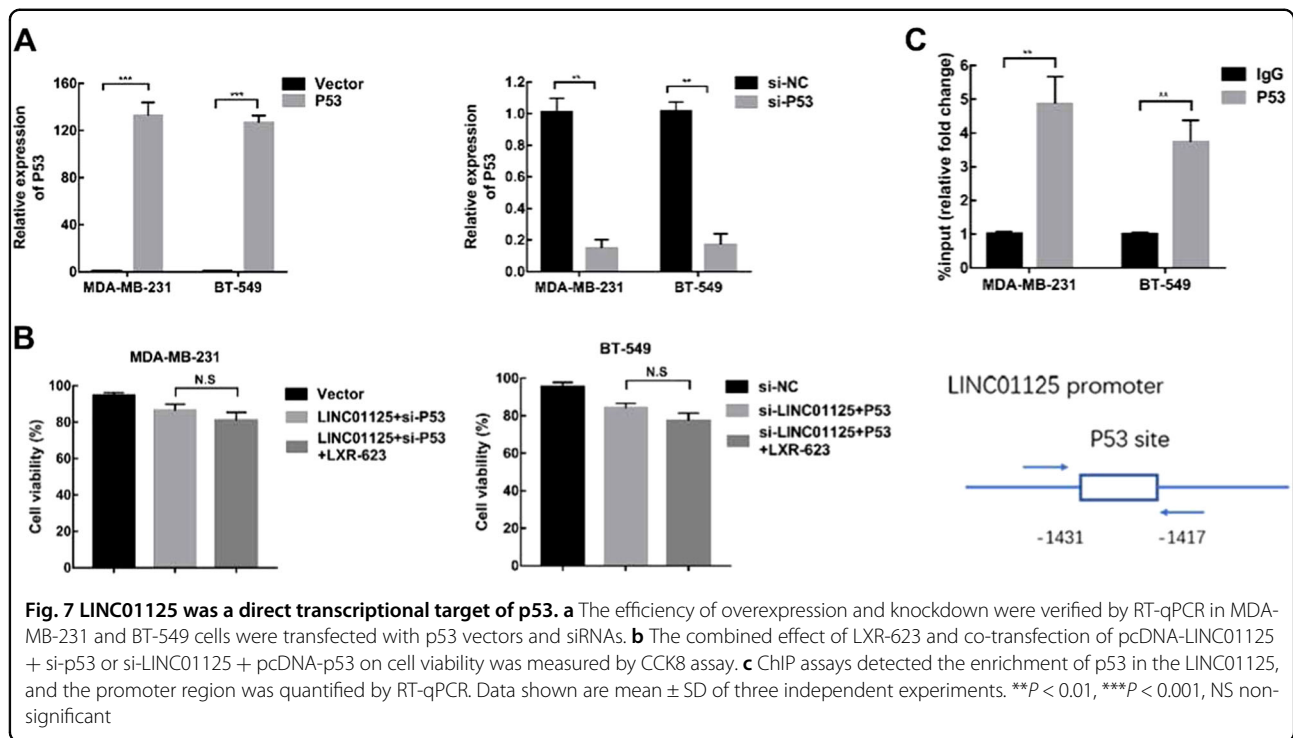 A
Relative expression
of P53
160
120
80
40
0
***
***
Vector
P53
MDA-MB-231
BT-549
Relative expression
of P53
1.2
1.0
0.8
0.6
0.4
0.2
0.0
**
**
si-NC
si-P53
MDA-MB-231
BT-549
C
%input (relative fold change)
6
5
4
3
2
1
0
**
**
IgG
P53
MDA-MB-231
BT-549
B
MDA-MB-231
Cell viability (%)
100
80
60
40
20
0
N.S
Vector
LINC01125+si-P53
LINC01125+si-P53
+LXR-623
BT-549
Cell viability (%)
100
80
60
40
20
0
N.S
si-NC
si-LINC01125+P53
si-LINC01125+P53
+LXR-623
LINC01125 promoter
P53 site
-1431
-1417
Fig. 7 LINC01125 was a direct transcriptional target of p53. a The efficiency of overexpression and knockdown were verified by RT-qPCR in MDA-
MB-231 and BT-549 cells were transfected with p53 vectors and siRNAs. b The combined effect of LXR-623 and co-transfection of pcDNA-LINC01125
+ si-p53 or si-LINC01125 + pcDNA-p53 on cell viability was measured by CCK8 assay. c ChIP assays detected the enrichment of p53 in the LINC01125,
and the promoter region was quantified by RT-qPCR. Data shown are mean ± SD of three independent experiments. **P < 0.01, ***P < 0.001, NS non-
significant